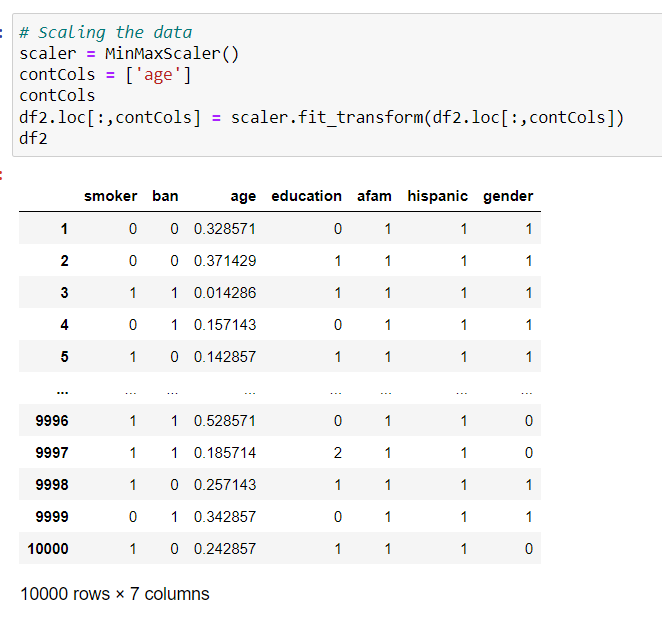 # Scaling the data
scaler = MinMaxScaler()
contCols = ['age']
contCols
df2.loc[:,contCols] = scaler.fit_transform(df2.loc[:,contCols])
df2
smoker ban age education afam hispanic gender
1 0 0 0.328571 0 1 1 1
2 0 0 0.371429 1 1 1 1
3 1 1 0.014286 1 1 1 1
4 0 1 0.157143 0 1 1 1
5 1 0 0.142857 1 1 1 1
... ... ... ... ... ... ... ...
9996 1 1 0.528571 0 1 1 0
9997 1 1 0.185714 2 1 1 0
9998 1 0 0.257143 1 1 1 1
9999 0 1 0.342857 0 1 1 1
10000 1 0 0.242857 1 1 1 0
10000 rows × 7 columns